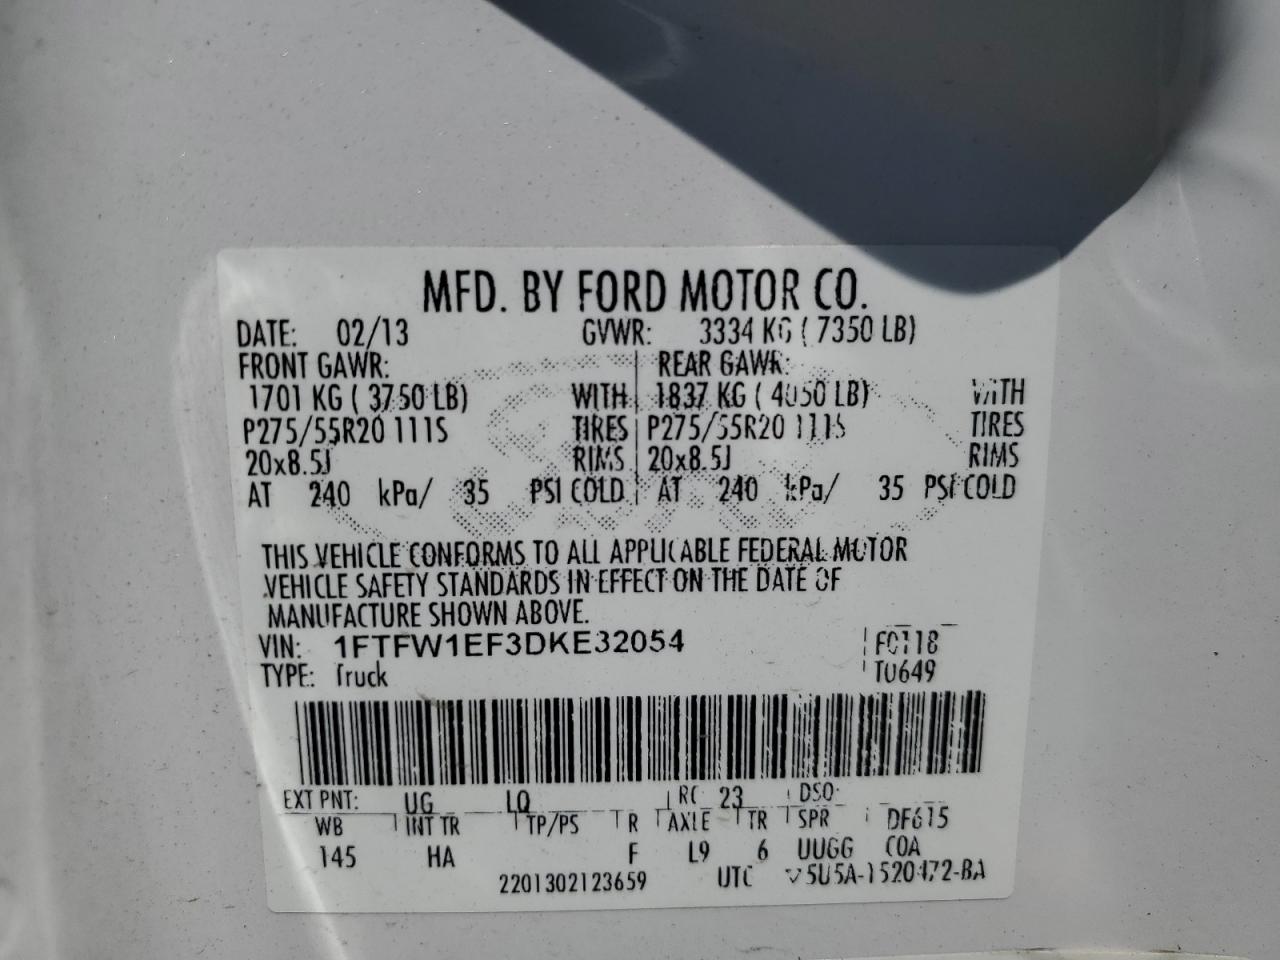 MFD. BY FORD MOTOR CO.
DATE: 02/13 GVWR: 3334 KG ( 7350 LB)
FRONT GAWR: REAR GAWR:
1701 KG ( 3750 LB) WITH 1837 KG ( 4050 LB) WITH
P275/55R20 111S TIRES P275/55R20 111S TIRES
20x8.5J RIMS 20x8.5J RIMS
AT 240 kPa/ 35 PSI COLD AT 240 kPa/ 35 PSI COLD
THIS VEHICLE CONFORMS TO ALL APPLICABLE FEDERAL MOTOR
VEHICLE SAFETY STANDARDS IN EFFECT ON THE DATE OF
MANUFACTURE SHOWN ABOVE.
VIN: 1FTFW1EF3DKE32054 F0118
TYPE: Truck T0649
EXT PNT: UG LQ RC 23 DSO:
WB INT TR TP/PS R AXLE TR SPR DF615
145 HA F L9 6 UUGG COA
2201302123659 UTC 5U5A-1520472-BA